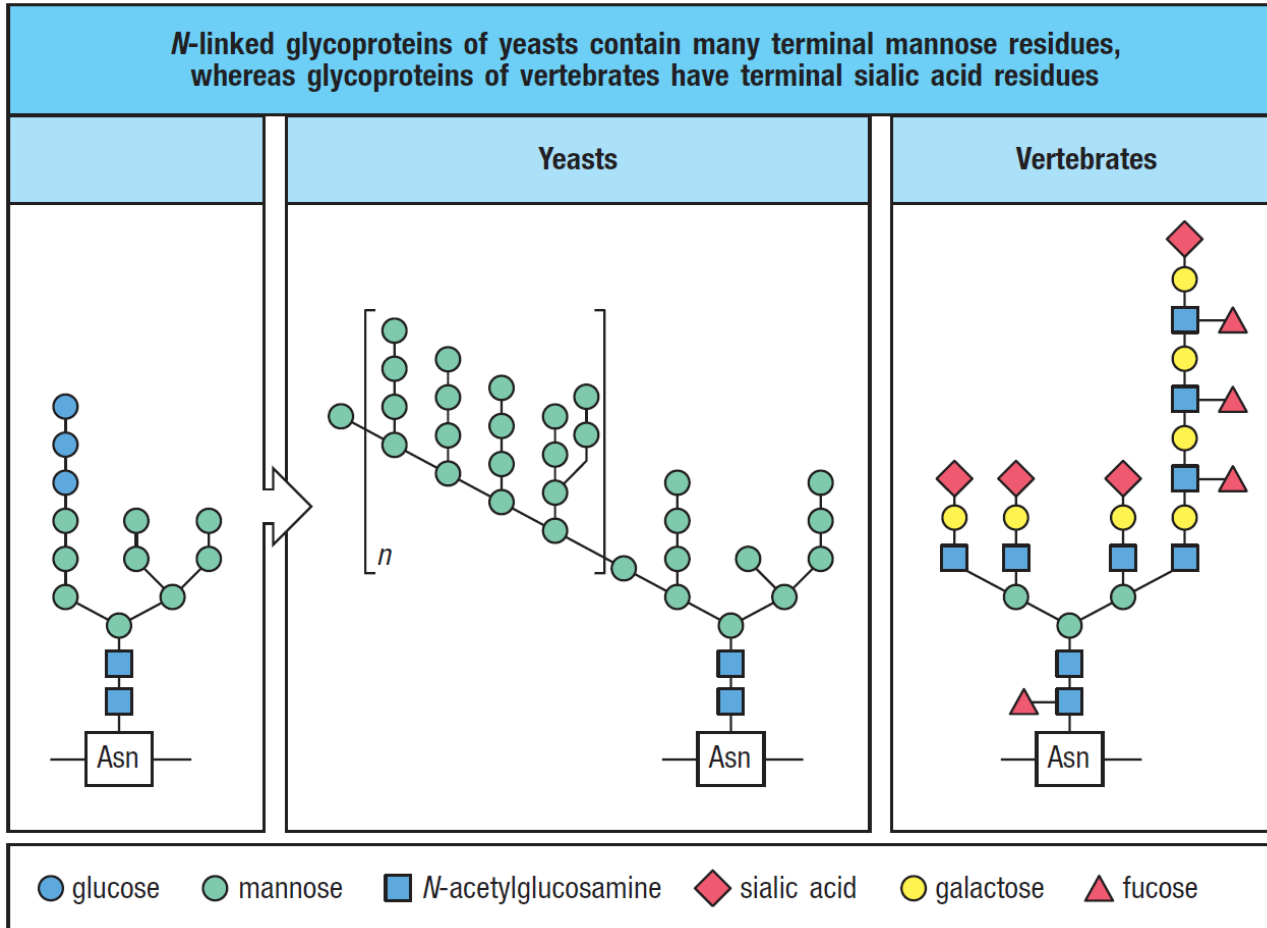 N-linked glycoproteins of yeasts contain many terminal mannose residues,
whereas glycoproteins of vertebrates have terminal sialic acid residues
Yeasts
Vertebrates
n
Asn
Asn
Asn
glucose
mannose
N-acetylglucosamine
sialic acid
galactose
fucose